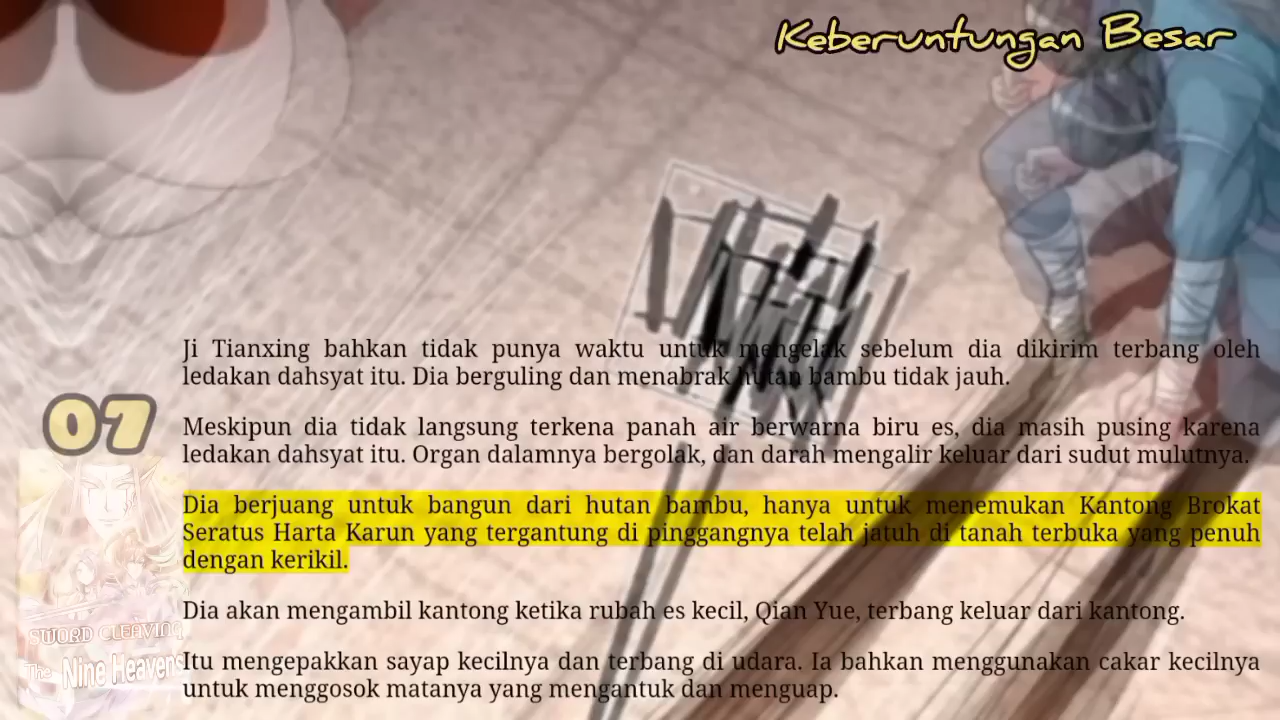 Keberuntungan Besar
Ji Tianxing bahkan tidak punya waktu untuk mengelak sebelum dia dikirim terbang oleh
ledakan dahsyat itu. Dia berguling dan menabrak hutan bambu tidak jauh.
07
Meskipun dia tidak langsung terkena panah air berwarna biru es, dia masih pusing karena
ledakan dahsyat itu. Organ dalamnya bergolak, dan darah mengalir keluar dari sudut mulutnya.
Dia berjuang untuk bangun dari hutan bambu, hanya untuk menemukan Kantong Brokat
Seratus Harta Karun yang tergantung di pinggangnya telah jatuh di tanah terbuka yang penuh
dengan kerikil.
Dia akan mengambil kantong ketika rubah es kecil, Qian Yue, terbang keluar dari kantong.
SWORD CLEAVING
The Nine Heavens
Itu mengepakkan sayap kecilnya dan terbang di udara. Ia bahkan menggunakan cakar kecilnya
untuk menggosok matanya yang mengantuk dan menguap.